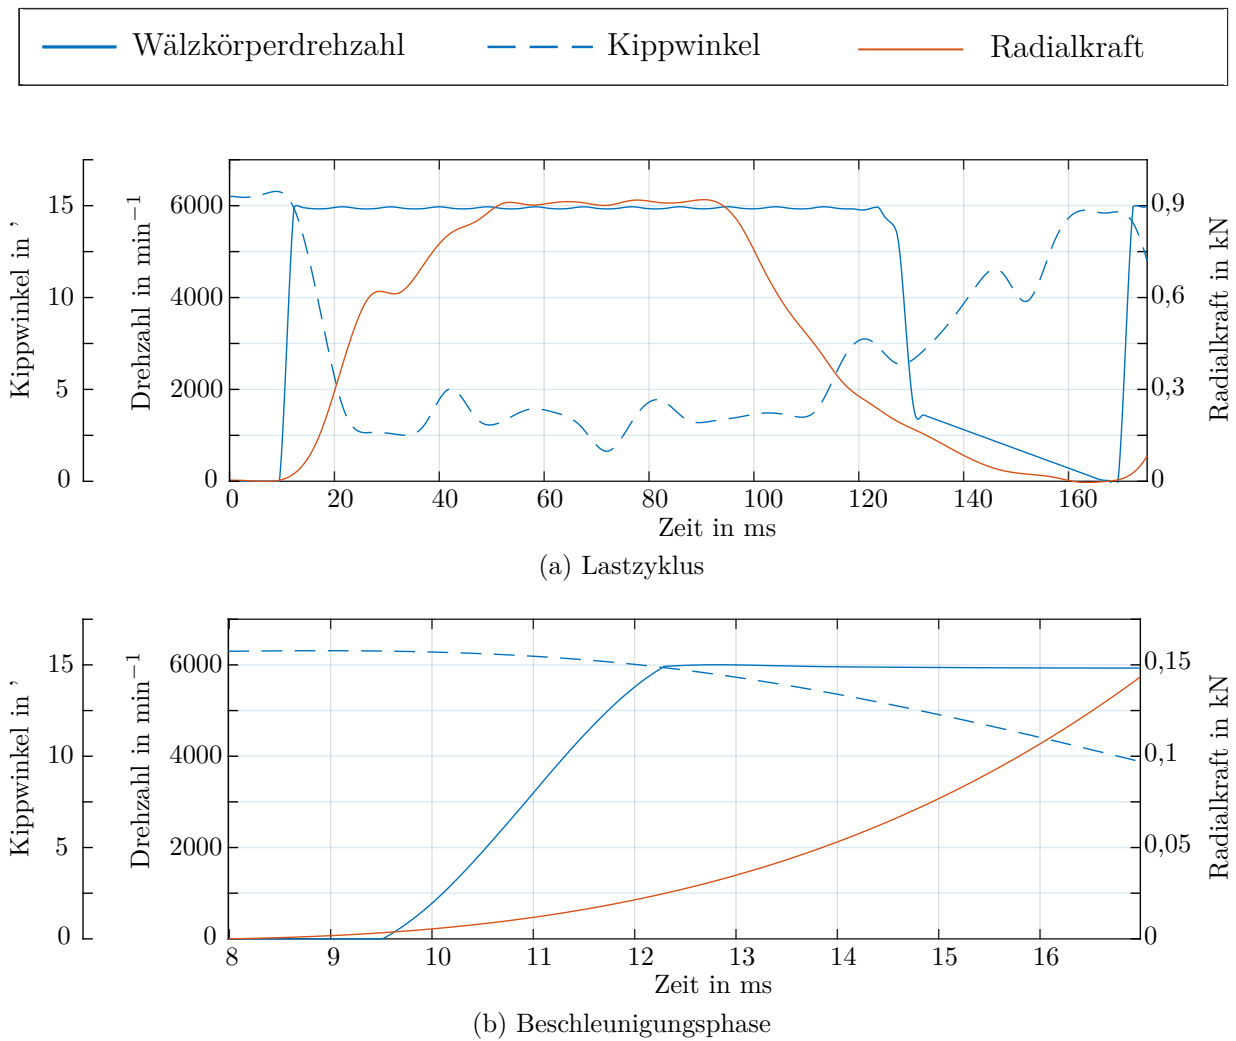 Wälzkörperdrehzahl Kippwinkel Radialkraft
Kippwinkel in ’
15
10
5
0
Drehzahl in min−1
6000
4000
2000
0
0,9
0,6
0,3
0
Radialkraft in kN
0 20 40 60 80 100 120 140 160
Zeit in ms
(a) Lastzyklus
Kippwinkel in ’
15
10
5
0
Drehzahl in min−1
6000
4000
2000
0
0,15
0,1
0,05
0
Radialkraft in kN
8 9 10 11 12 13 14 15 16
Zeit in ms
(b) Beschleunigungsphase